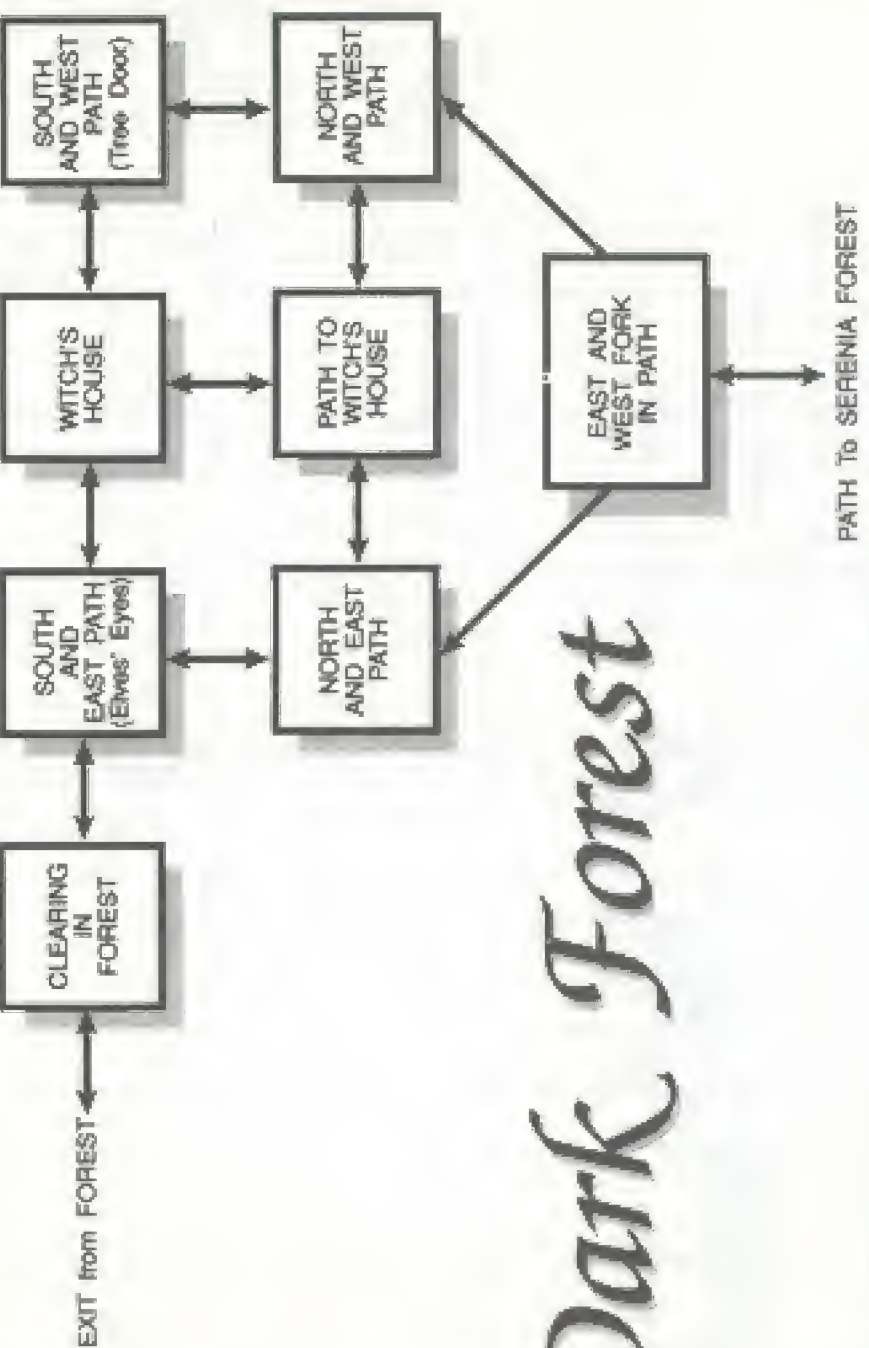 EXIT from FOREST
CLEARING
IN
FOREST
SOUTH
AND
EAST PATH
(Elves' Eyes)
WITCH'S
HOUSE
SOUTH
AND WEST
PATH
(Tree Door)
NORTH
AND EAST
PATH
PATH TO
WITCH'S
HOUSE
NORTH
AND WEST
PATH
EAST AND
WEST FORK
IN PATH
Dark Forest
PATH To SERENIA FOREST